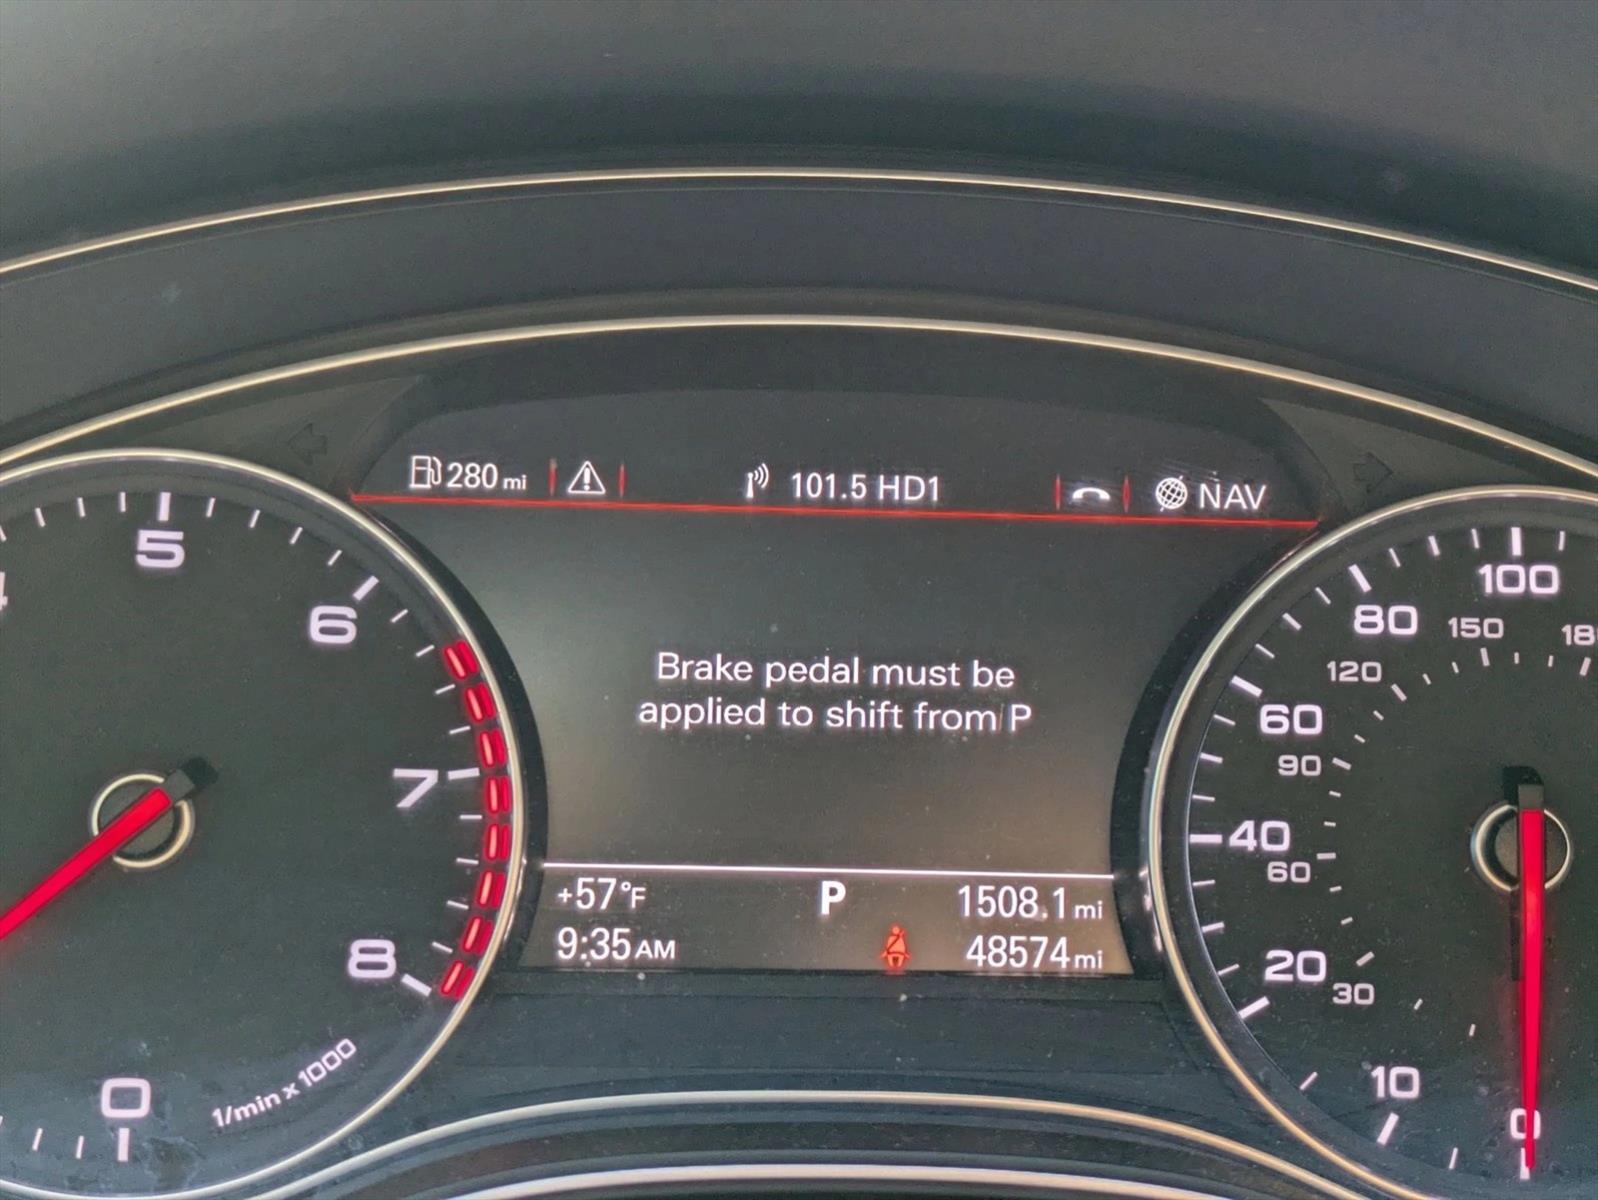 280 mi
101.5 HD1
NAV
Brake pedal must be
applied to shift from P
+57°F
P
1508.1 mi
9:35 AM
48574 mi
5
6
7
8
0
1/min x 1000
100
80
60
40
20
10
0
150
120
90
60
30